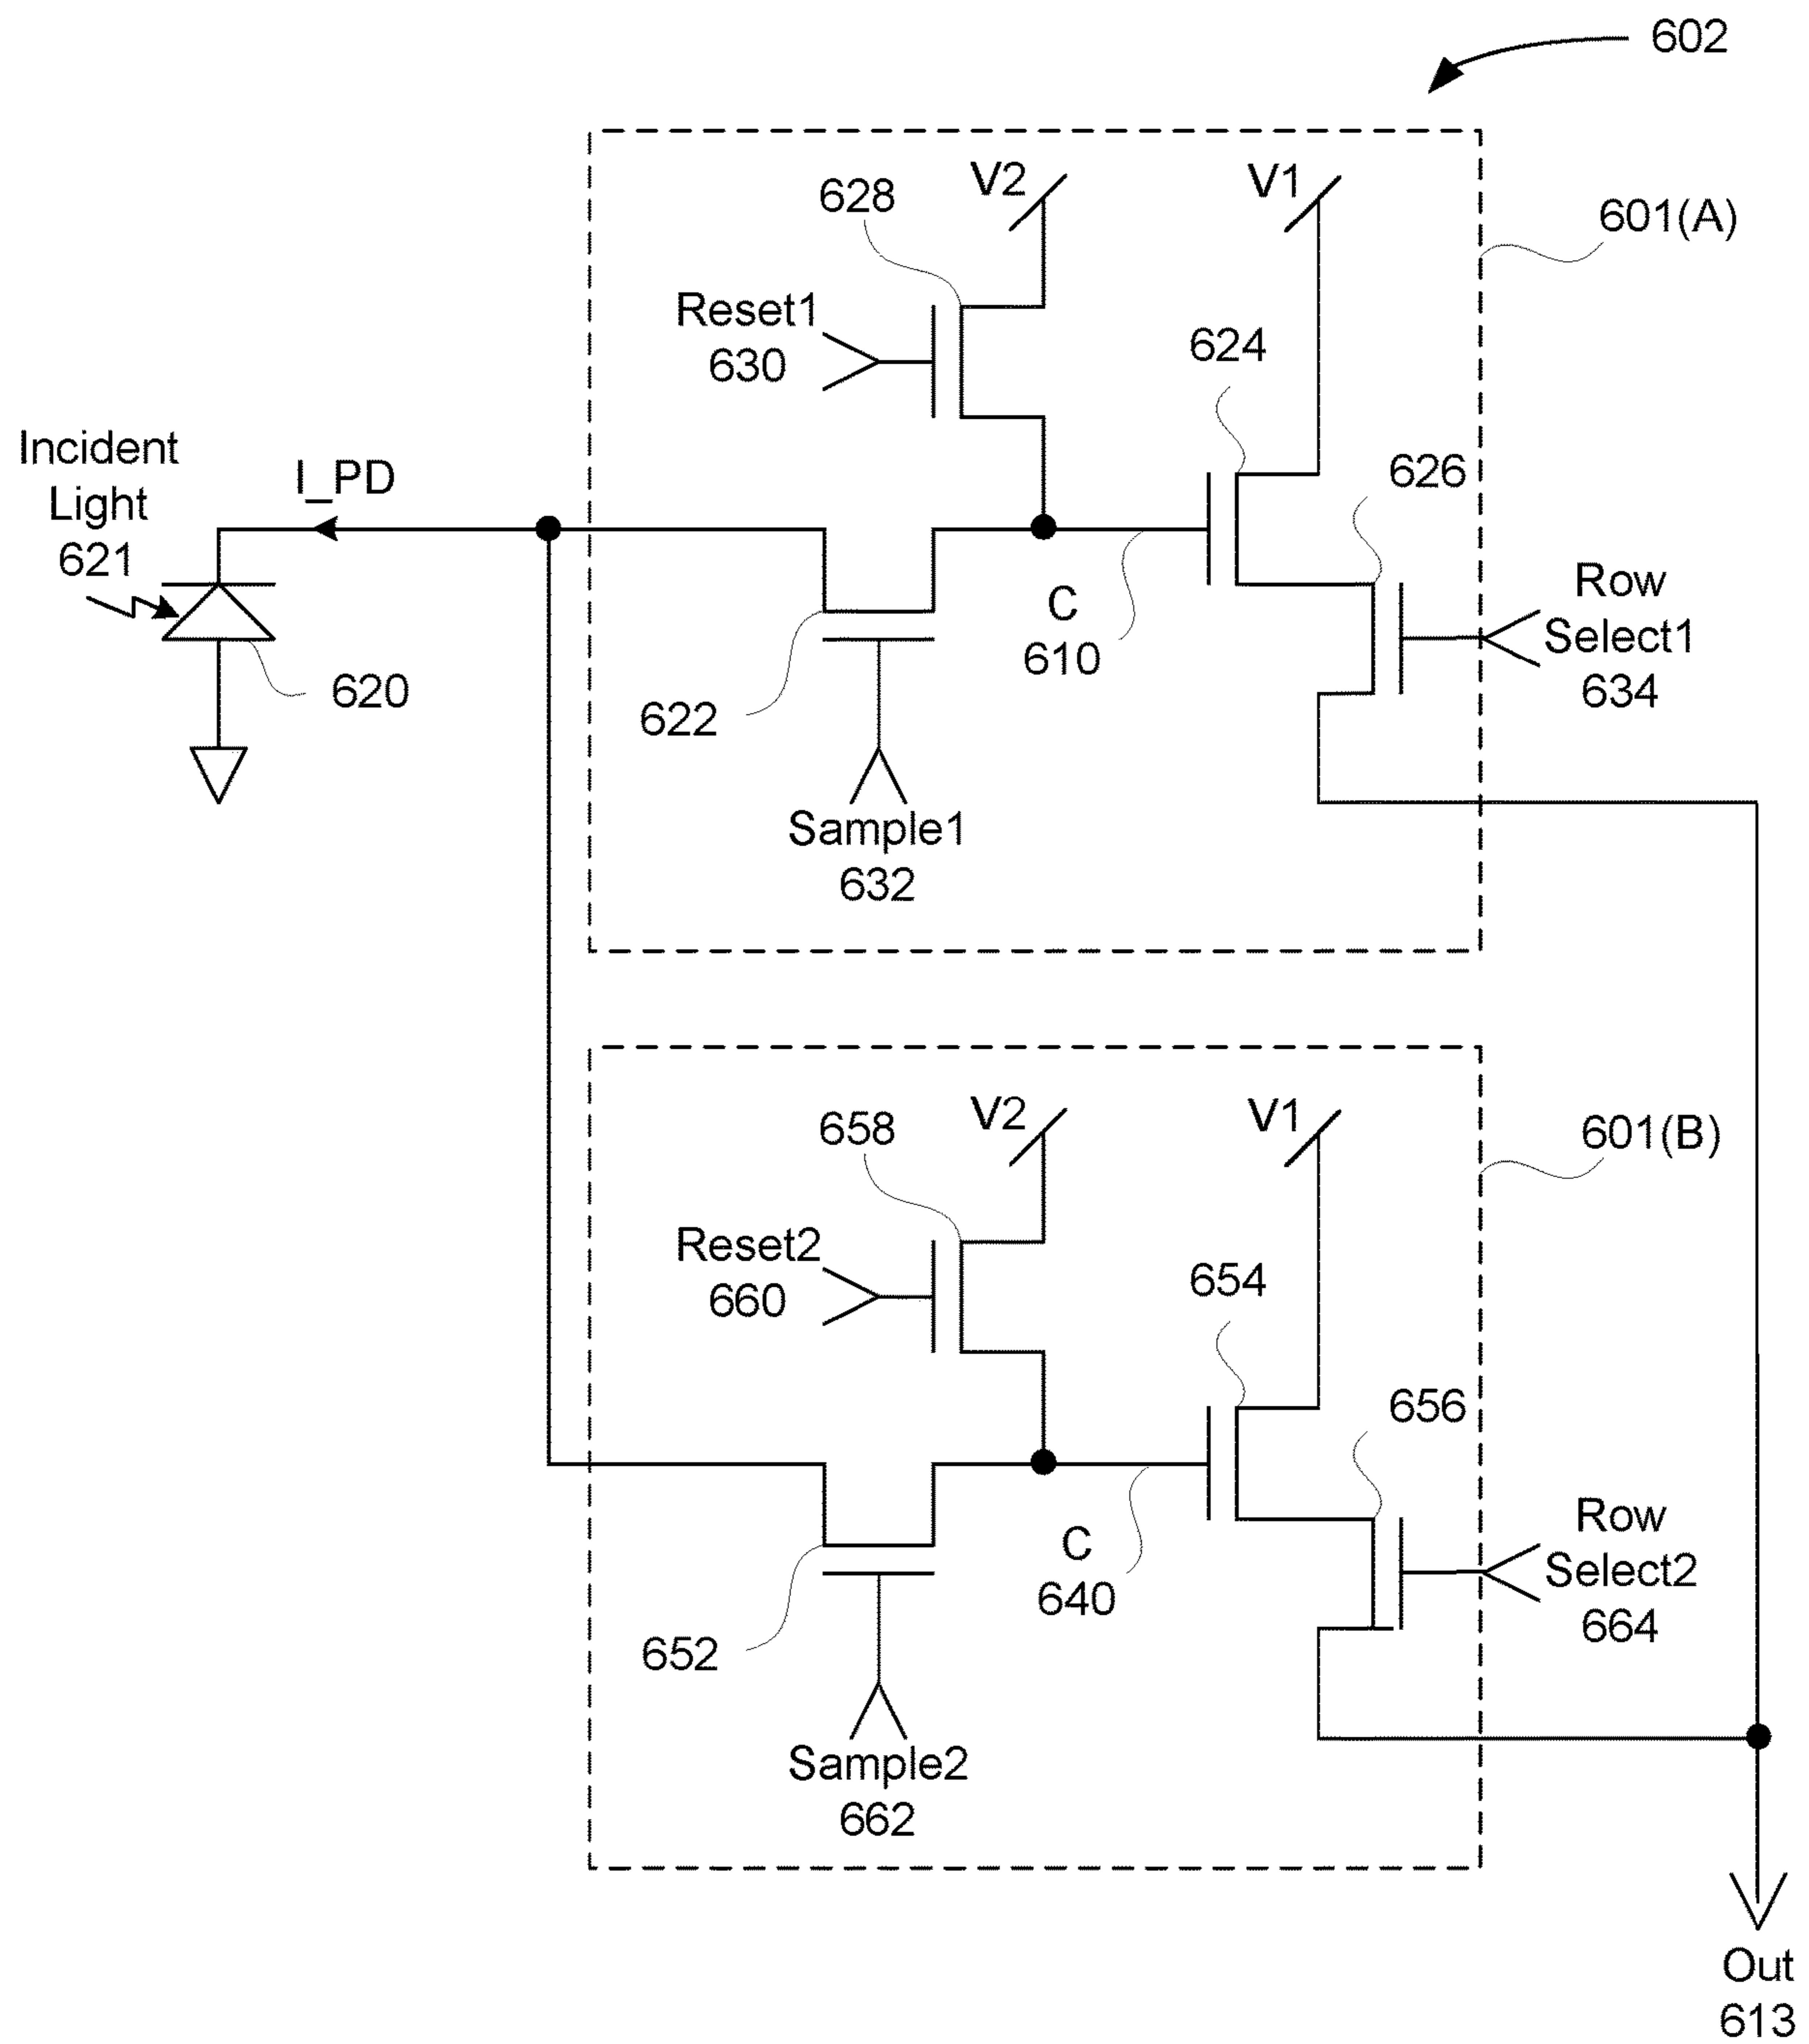 602
V2
V1
628
601(A)
Reset1
630
624
626
Incident
Light
621
I_PD
Row
Select1
634
C
610
620
622
Sample1
632
V2
V1
658
601(B)
Reset2
660
654
656
Row
Select2
664
C
640
652
Sample2
662
Out
613